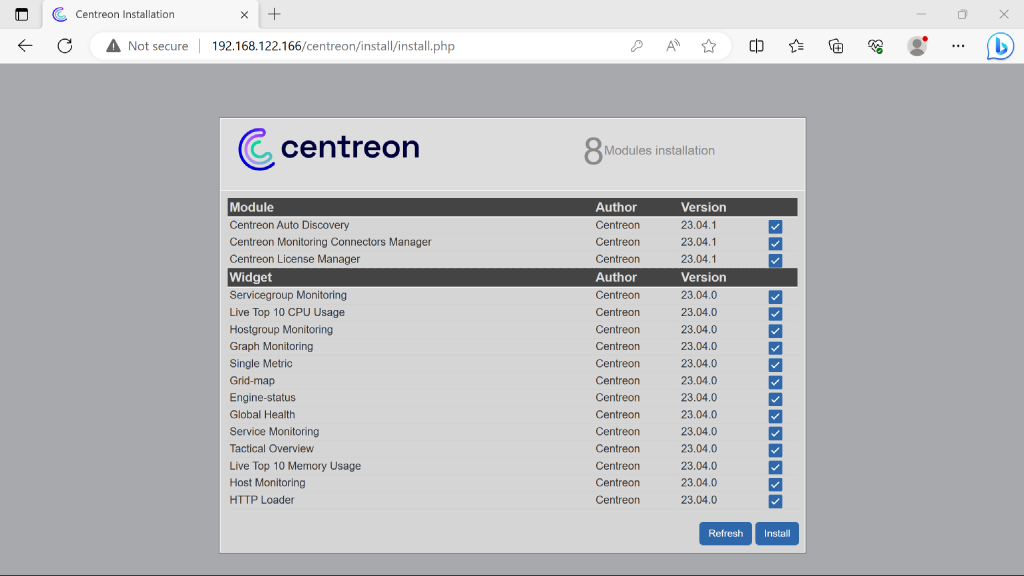 Centreon Installation
Not secure 192.168.122.166/centreon/install/install.php
centreon
8 Modules installation
Module Author Version
Centreon Auto Discovery Centreon 23.04.1
Centreon Monitoring Connectors Manager Centreon 23.04.1
Centreon License Manager Centreon 23.04.1
Widget Author Version
Servicegroup Monitoring Centreon 23.04.0
Live Top 10 CPU Usage Centreon 23.04.0
Hostgroup Monitoring Centreon 23.04.0
Graph Monitoring Centreon 23.04.0
Single Metric Centreon 23.04.0
Grid-map Centreon 23.04.0
Engine-status Centreon 23.04.0
Global Health Centreon 23.04.0
Service Monitoring Centreon 23.04.0
Tactical Overview Centreon 23.04.0
Live Top 10 Memory Usage Centreon 23.04.0
Host Monitoring Centreon 23.04.0
HTTP Loader Centreon 23.04.0
Refresh Install